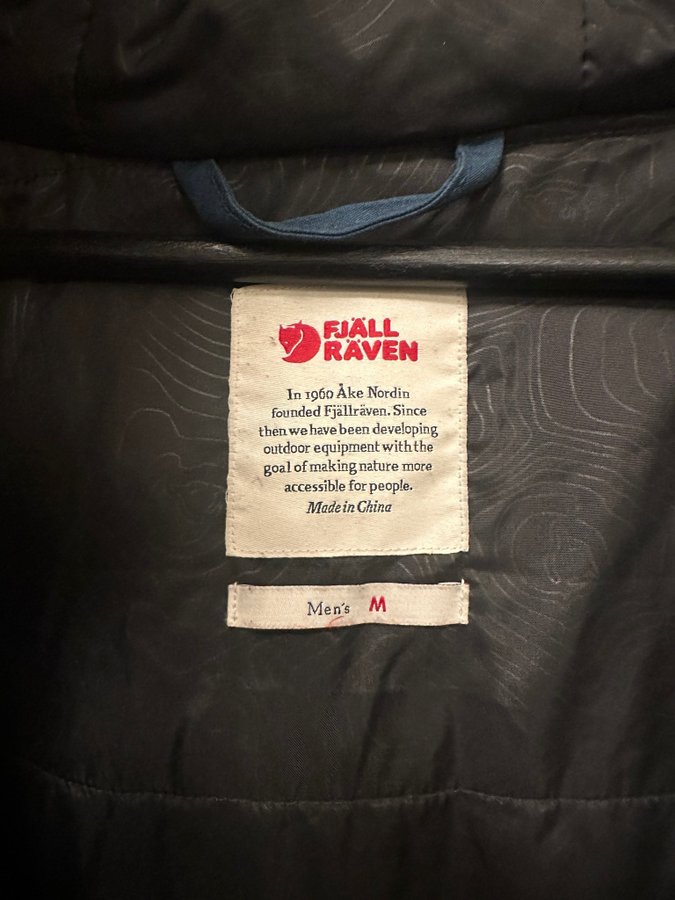 FJÄLL
RÄVEN
In 1960 Åke Nordin
founded Fjällräven. Since
then we have been developing
outdoor equipment with the
goal of making nature more
accessible for people.
Made in China
Men's M